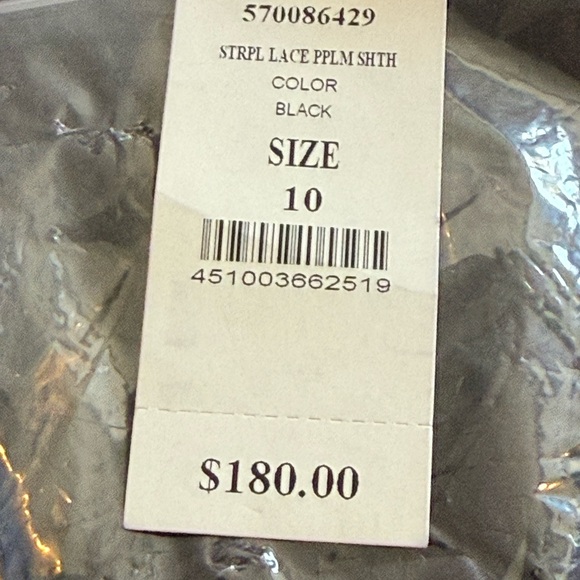 570086429
STRPL LACE PPLM SHTH
COLOR
BLACK
SIZE
10
451003662519
$180.00